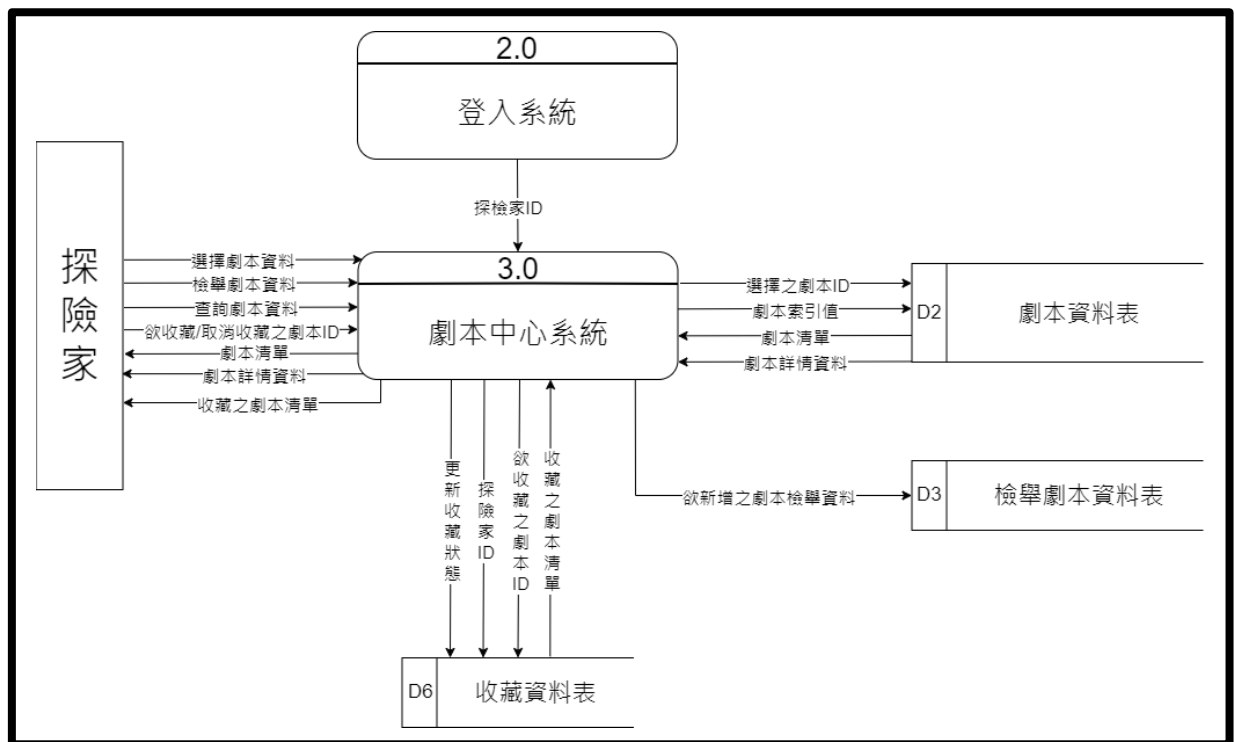 2.0
登入系統
探檢家ID
探險家
選擇劇本資料
檢舉劇本資料
查詢劇本資料
欲收藏/取消收藏之劇本ID
劇本清單
劇本詳情資料
收藏之劇本清單
3.0
劇本中心系統
選擇之劇本ID
劇本索引值
劇本清單
劇本詳情資料
D2
劇本資料表
更新收藏狀態
探險家ID
欲收藏之劇本ID
收藏之劇本清單
欲新增之劇本檢舉資料
D3
檢舉劇本資料表
D6
收藏資料表